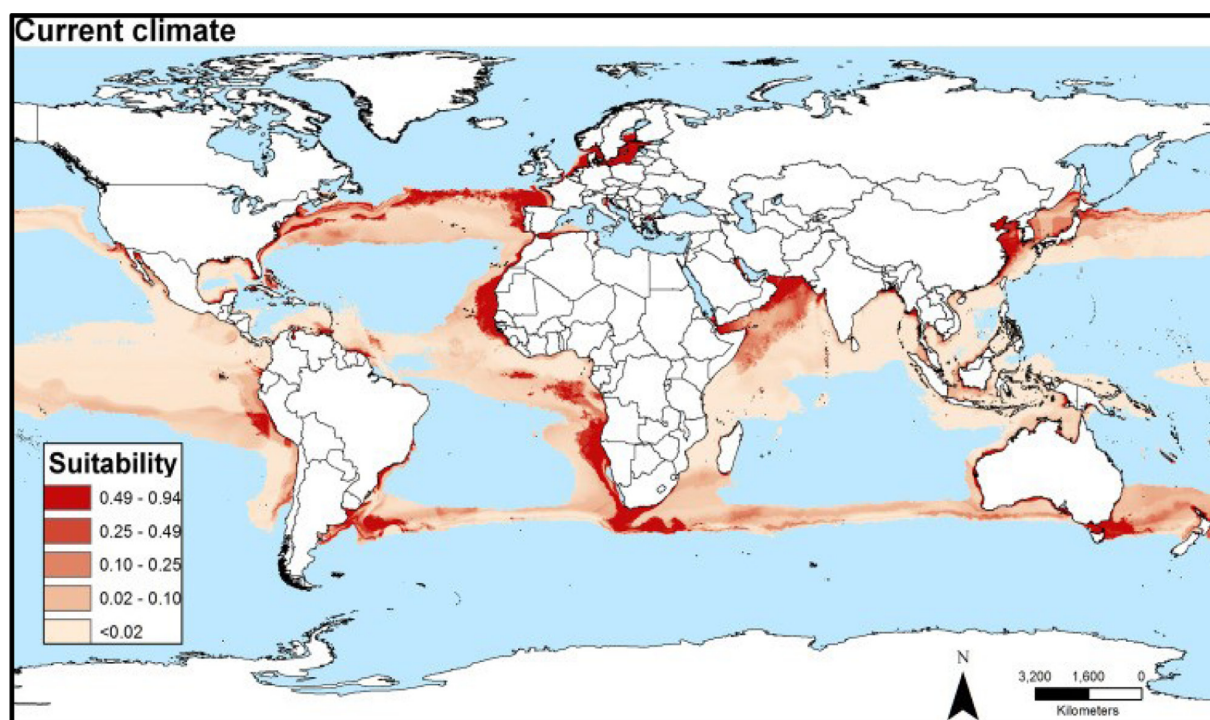 Current climate
Suitability
0.49 - 0.94
0.25 - 0.49
0.10 - 0.25
0.02 - 0.10
<0.02
N
3,200 1,600 0
Kilometers